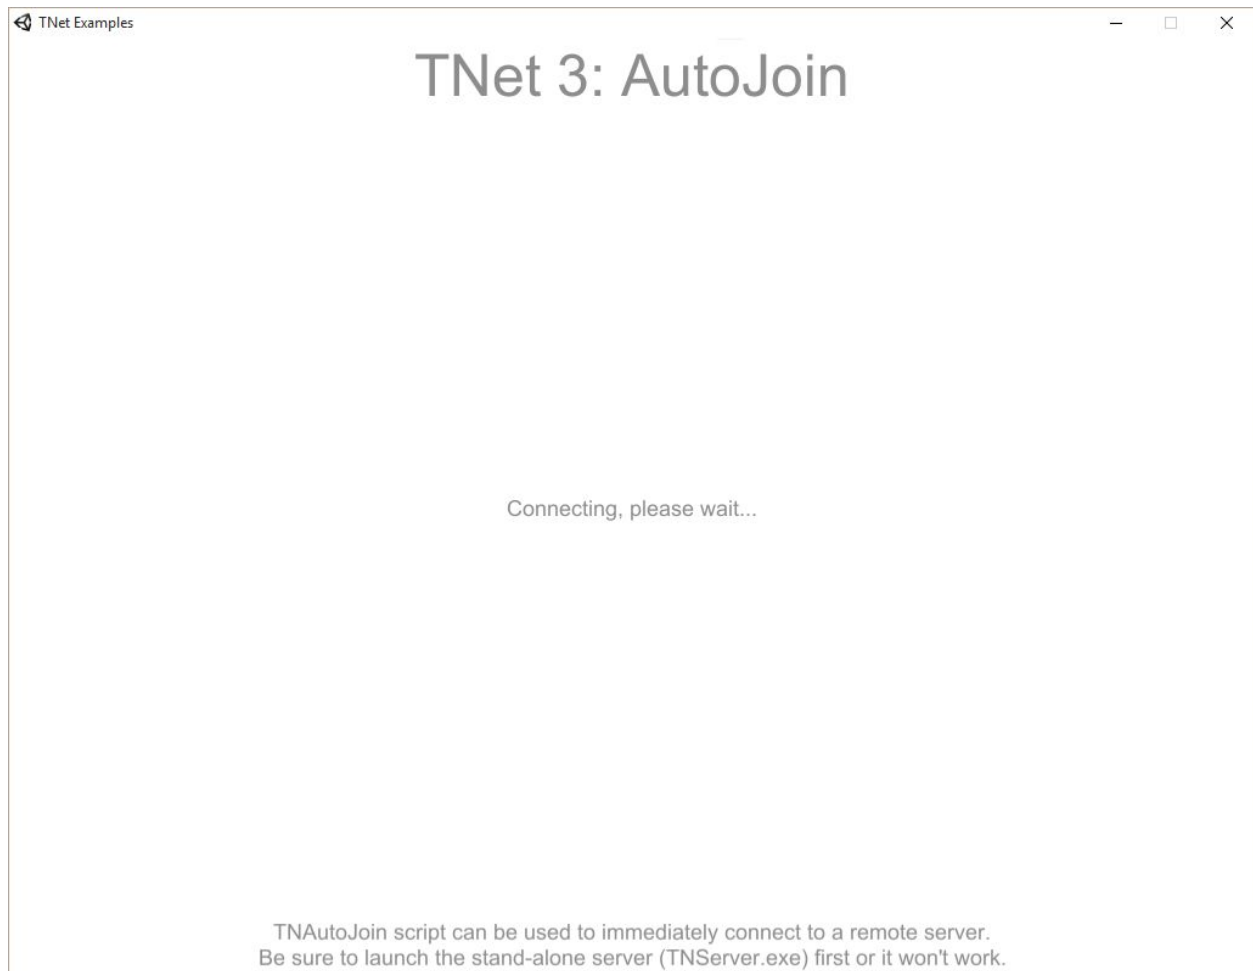 TNet Examples
TNet 3: AutoJoin
Connecting, please wait...
TNAutoJoin script can be used to immediately connect to a remote server.
Be sure to launch the stand-alone server (TNServer.exe) first or it won't work.